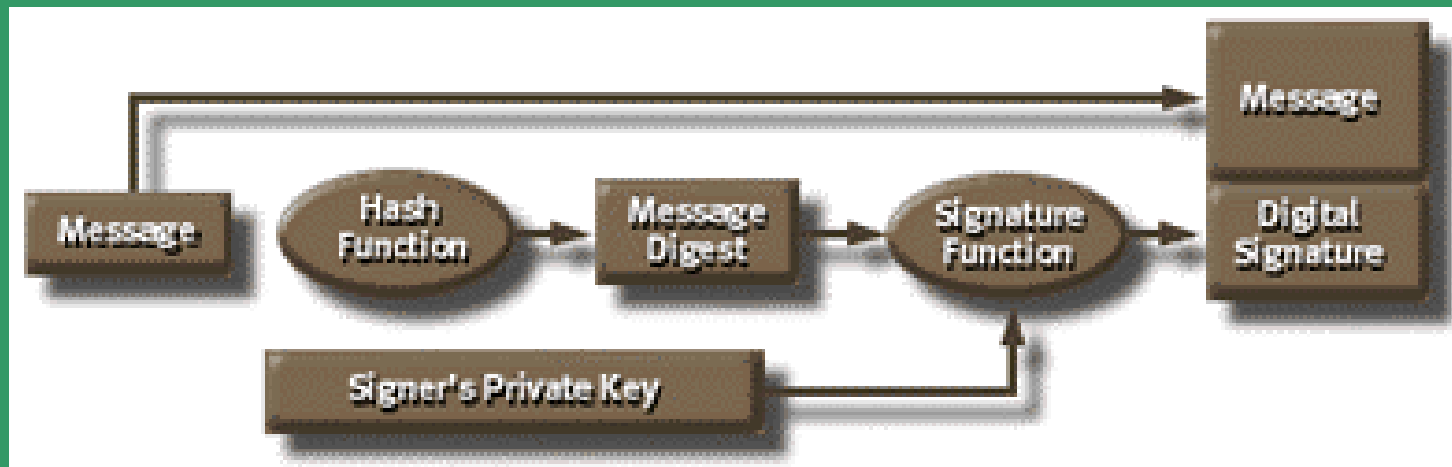 Message
Message
Hash
Function
Message
Digest
Signature
Function
Digital
Signature
Signer's Private Key